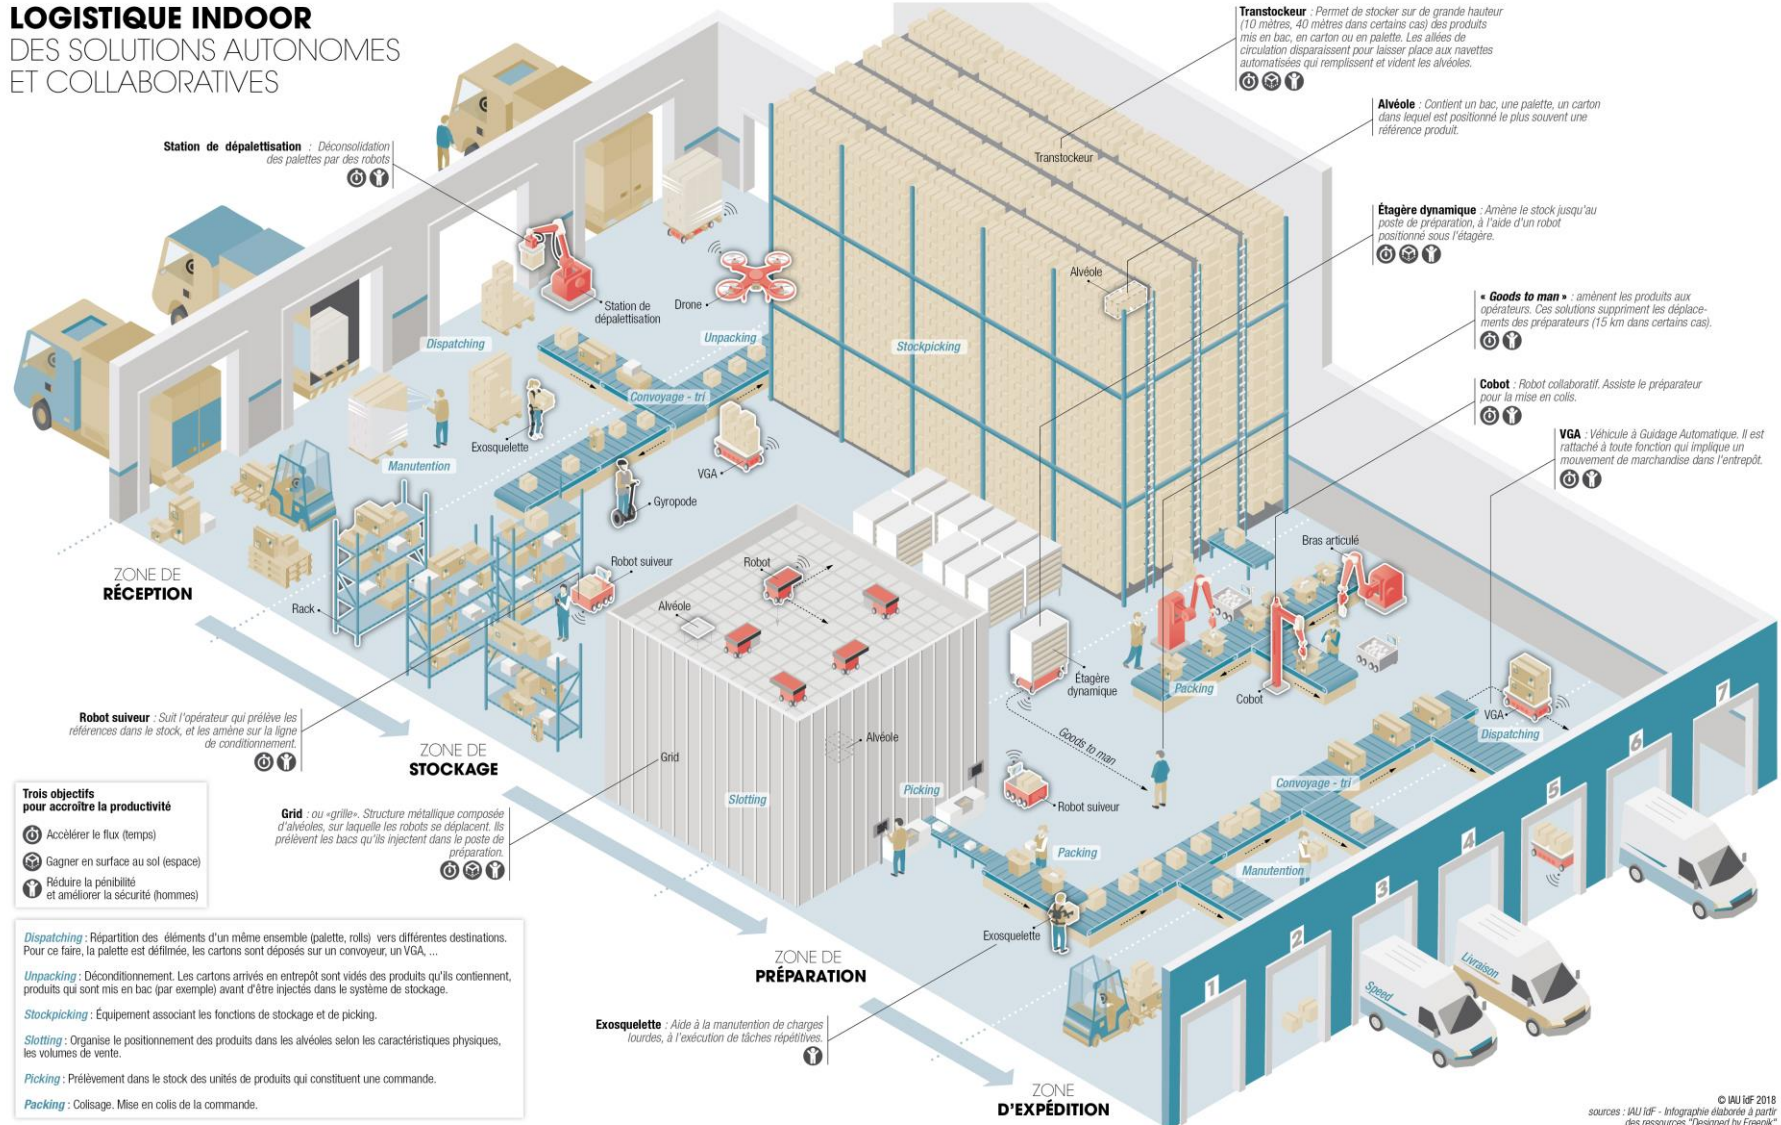 LOGISTIQUE INDOOR
DES SOLUTIONS AUTONOMES
ET COLLABORATIVES
Transtockeur : Permet de stocker sur de grande hauteur
(10 mètres, 40 mètres dans certains cas) des produits
mis en bac, en carton ou en palette. Les allées de
circulation disparaissent pour laisser place aux navettes
automatisées qui remplissent et vident les alvéoles.
Alvéole : Contient un bac, une palette, un carton
dans lequel est positionné le plus souvent une
référence produit.
Station de dépalettisation : Déconsolidation
des palettes par des robots
Transtockeur
Étagère dynamique : Amène le stock jusqu'au
poste de préparation, à l'aide d'un robot
positionné sous l'étagère.
Alvéole
« Goods to man » : amènent les produits aux
opérateurs. Ces solutions suppriment les déplace-
ments des préparateurs (15 km dans certains cas).
Station de
dépalettisation
Drone
Dispatching
Unpacking
Stockpicking
Cobot : Robot collaboratif. Assiste le préparateur
pour la mise en colis.
Convoyage - tri
VGA : Véhicule à Guidage Automatique. Il est
rattaché à toute fonction qui implique un
mouvement de marchandise dans l'entrepôt.
Exosquelette
Manutention
VGA
Gyropode
Bras articulé
Robot suiveur
Robot
ZONE DE
RÉCEPTION
Rack
Alvéole
Étagère
dynamique
Packing
Cobot
7
VGA
Dispatching
Robot suiveur : Suit l'opérateur qui prélève les
références dans le stock, et les amène sur la ligne
de conditionnement.
ZONE DE
STOCKAGE
Grid
Alvéole
Goods to man
6
Slotting
Picking
Convoyage - tri
5
Robot suiveur
Trois objectifs
pour accroître la productivité
Accélérer le flux (temps)
Gagner en surface au sol (espace)
Réduire la pénibilité
et améliorer la sécurité (hommes)
Grid : ou «grille». Structure métallique composée
d'alvéoles, sur laquelle les robots se déplacent. Ils
prélèvent les bacs qu'ils injectent dans le poste de
préparation.
Packing
Manutention
4
3
2
1
Exosquelette
Livraison
Speed
Dispatching : Répartition des éléments d'un même ensemble (palette, rolls) vers différentes destinations.
Pour ce faire, la palette est défilmée, les cartons sont déposés sur un convoyeur, un VGA, ...
Unpacking : Déconditionnement. Les cartons arrivés en entrepôt sont vidés des produits qu'ils contiennent,
produits qui sont mis en bac (par exemple) avant d'être injectés dans le système de stockage.
Stockpicking : Équipement associant les fonctions de stockage et de picking.
Slotting : Organise le positionnement des produits dans les alvéoles selon les caractéristiques physiques,
les volumes de vente.
Picking : Prélèvement dans le stock des unités de produits qui constituent une commande.
Packing : Colisage. Mise en colis de la commande.
ZONE DE
PRÉPARATION
Exosquelette : Aide à la manutention de charges
lourdes, à l'exécution de tâches répétitives.
ZONE
D'EXPÉDITION
© IAU îdF 2018
sources : IAU îdF - Infographie élaborée à partir
des ressources "Designed by Freepik"